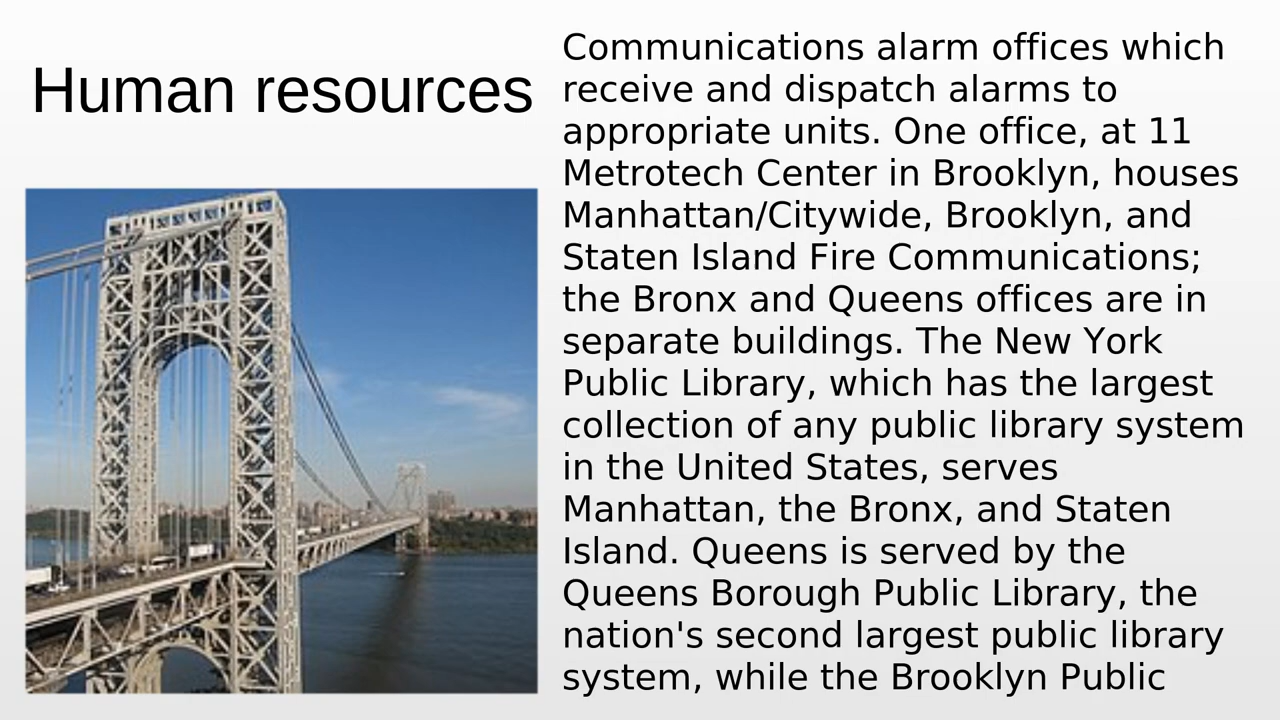 Human resources
Communications alarm offices which
receive and dispatch alarms to
appropriate units. One office, at 11
Metrotech Center in Brooklyn, houses
Manhattan/Citywide, Brooklyn, and
Staten Island Fire Communications;
the Bronx and Queens offices are in
separate buildings. The New York
Public Library, which has the largest
collection of any public library system
in the United States, serves
Manhattan, the Bronx, and Staten
Island. Queens is served by the
Queens Borough Public Library, the
nation's second largest public library
system, while the Brooklyn Public